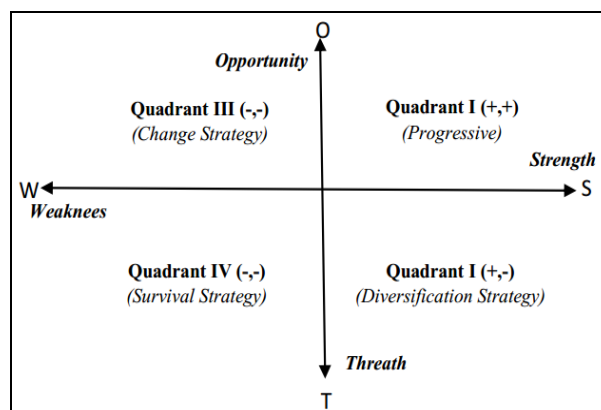 O
Opportunity
Quadrant III (-,-)
(Change Strategy)
Quadrant I (+,+)
(Progressive)
Strength
W
S
Weaknees
Quadrant IV (-,-)
(Survival Strategy)
Quadrant I (+,-)
(Diversification Strategy)
Threath
T